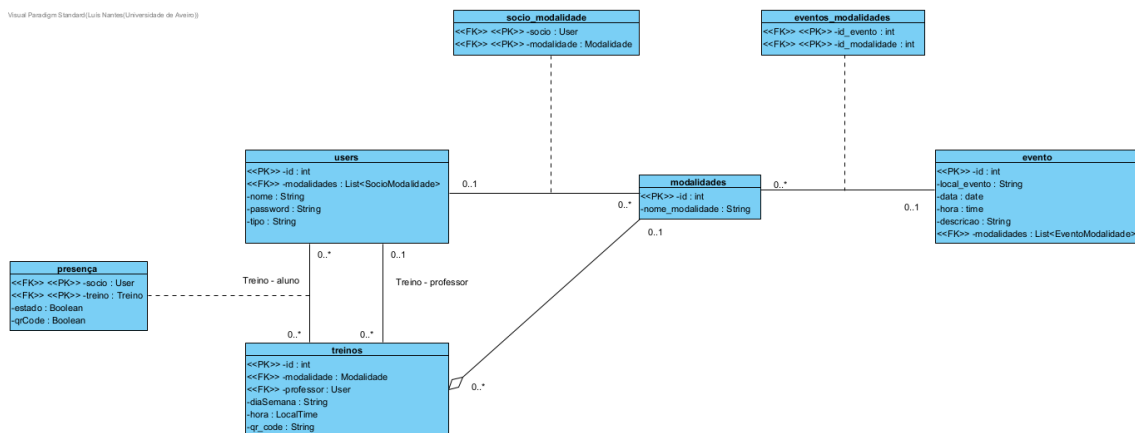 Visual Paradigm Standard(Luís Nantes(Universidade de Aveiro))
socio_modalidade
<<FK>> <<PK>> -socio : User
<<FK>> <<PK>> -modalidade : Modalidade
eventos_modalidades
<<FK>> <<PK>> -id_evento : int
<<FK>> <<PK>> -id_modalidade : int
users
<<PK>> -id : int
<<FK>> -modalidades : List<SocioModalidade>
-nome : String
-password : String
-tipo : String
0..1
0..*
modalidades
<<PK>> -id : int
-nome_modalidade : String
0..*
0..1
evento
<<PK>> -id : int
-local_evento : String
-data : date
-hora : time
-descricao : String
<<FK>> -modalidades : List<EventoModalidade>
0..1
0..*
0..1
presença
<<FK>> <<PK>> -socio : User
<<FK>> <<PK>> -treino : Treino
-estado : Boolean
-qrCode : Boolean
Treino - aluno
Treino - professor
0..*
0..*
treinos
<<PK>> -id : int
<<FK>> -modalidade : Modalidade
<<FK>> -professor : User
-diaSemana : String
-hora : LocalTime
-qr_code : String
0..*